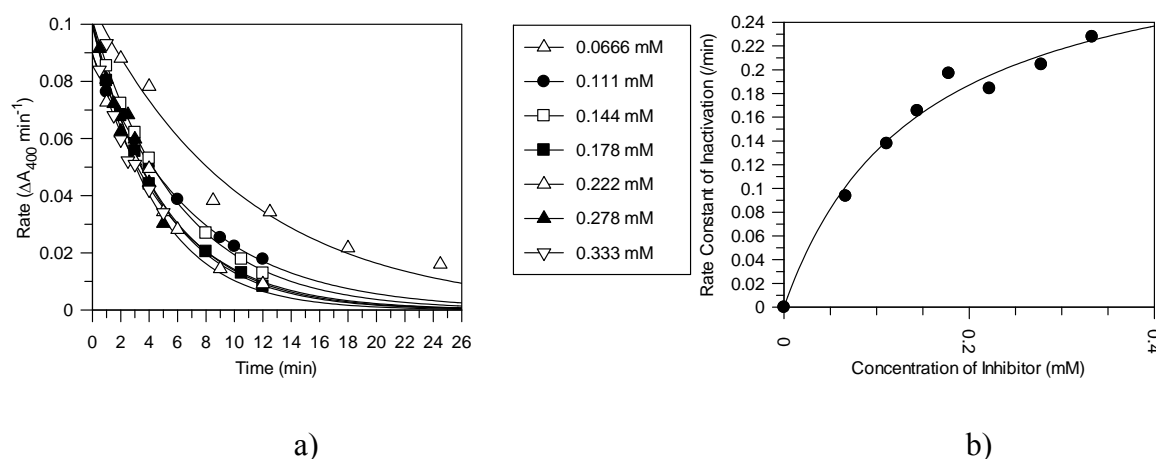 0.1
0.08
0.06
0.04
0.02
0
Rate (ΔA400 min-1)
0 2 4 6 8 10 12 14 16 18 20 22 24 26
Time (min)
0.0666 mM
0.111 mM
0.144 mM
0.178 mM
0.222 mM
0.278 mM
0.333 mM
0.24
0.22
0.2
0.18
0.16
0.14
0.12
0.1
0.08
0.06
0.04
0.02
0
Rate Constant of Inactivation (/min)
0 0.2 0.4
Concentration of Inhibitor (mM)
a)
b)